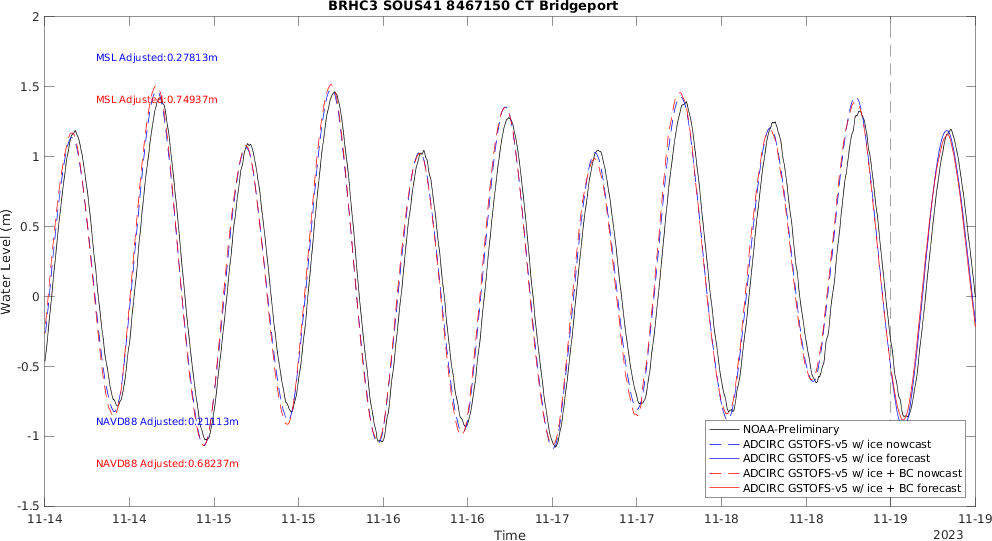 BRHC3 SOUS41 8467150 CT Bridgeport
2
1.5
1
0.5
0
-0.5
-1
-1.5
Water Level (m)
MSL Adjusted:0.27813m
MSL Adjusted:0.74937m
NAVD88 Adjusted:0.21113m
NAVD88 Adjusted:0.68237m
NOAA-Preliminary
ADCIRC GSTOFS-v5 w/ ice nowcast
ADCIRC GSTOFS-v5 w/ ice forecast
ADCIRC GSTOFS-v5 w/ ice + BC nowcast
ADCIRC GSTOFS-v5 w/ ice + BC forecast
11-14 11-14 11-15 11-15 11-16 11-16 11-17 11-17 11-18 11-18 11-19 11-19
Time
2023